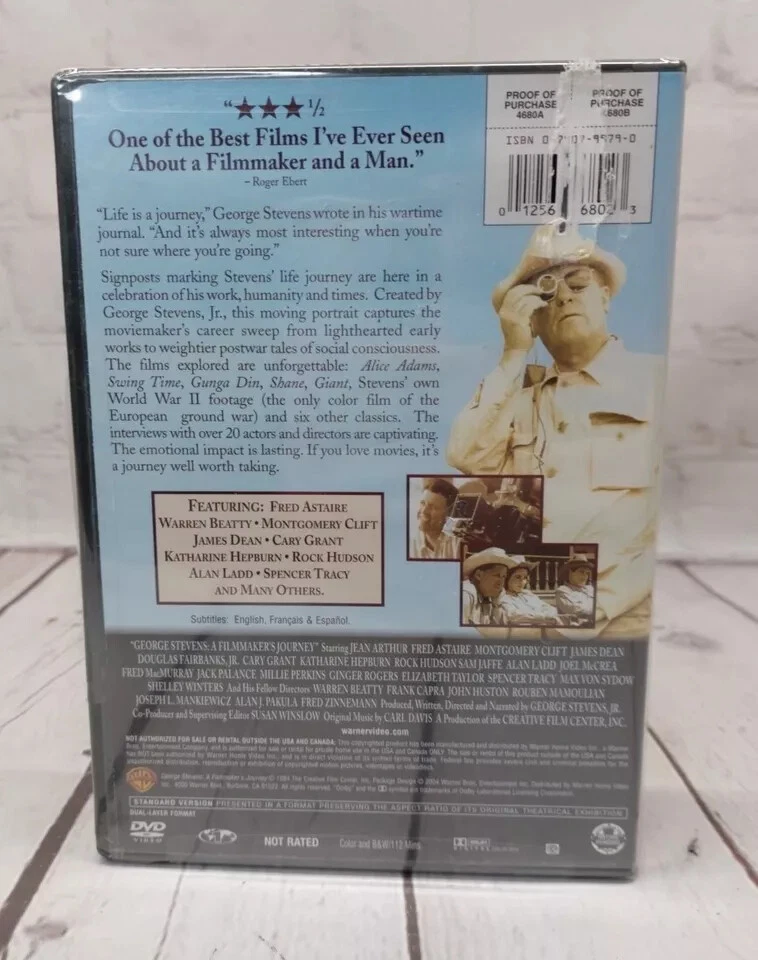 "★★★ 1/2
One of the Best Films I've Ever Seen
About a Filmmaker and a Man."
– Roger Ebert
PROOF OF PURCHASE 4680A
PROOF OF PURCHASE 4680B
ISBN 0-7907-9579-0
0 1256 6802 3
"Life is a journey," George Stevens wrote in his wartime
journal. "And it's always most interesting when you're
not sure where you're going."
Signposts marking Stevens' life journey are here in a
celebration of his work, humanity and times. Created by
George Stevens, Jr., this moving portrait captures the
moviemaker's career sweep from lighthearted early
works to weightier postwar tales of social consciousness.
The films explored are unforgettable: Alice Adams,
Swing Time, Gunga Din, Shane, Giant, Stevens' own
World War II footage (the only color film of the
European ground war) and six other classics. The
interviews with over 20 actors and directors are captivating.
The emotional impact is lasting. If you love movies, it's
a journey well worth taking.
FEATURING: FRED ASTAIRE
WARREN BEATTY • MONTGOMERY CLIFT
JAMES DEAN • CARY GRANT
KATHARINE HEPBURN • ROCK HUDSON
ALAN LADD • SPENCER TRACY
AND MANY OTHERS.
Subtitles: English, Français & Español.
"GEORGE STEVENS: A FILMMAKER'S JOURNEY" Starring JEAN ARTHUR FRED ASTAIRE MONTGOMERY CLIFT JAMES DEAN
DOUGLAS FAIRBANKS, JR. CARY GRANT KATHARINE HEPBURN ROCK HUDSON SAM JAFFE ALAN LADD JOEL McCREA
FRED MacMURRAY JACK PALANCE MILLIE PERKINS GINGER ROGERS ELIZABETH TAYLOR SPENCER TRACY MAX VON SYDOW
SHELLEY WINTERS And His Fellow Directors WARREN BEATTY FRANK CAPRA JOHN HUSTON ROUBEN MAMOULIAN
JOSEPH L. MANKIEWICZ ALAN J. PAKULA FRED ZINNEMANN Produced, Written, Directed and Narrated by GEORGE STEVENS, JR.
Co-Producer and Supervising Editor SUSAN WINSLOW Original Music by CARL DAVIS A Production of the CREATIVE FILM CENTER, INC.
warnervideo.com
NOT AUTHORIZED FOR SALE OR RENTAL OUTSIDE THE USA AND CANADA.
STANDARD VERSION PRESENTED IN A FORMAT PRESERVING THE ASPECT RATIO OF ITS ORIGINAL THEATRICAL EXHIBITION
DUAL-LAYER FORMAT
DVD VIDEO
NOT RATED
Color and B&W/112 Mins.
DOLBY DIGITAL